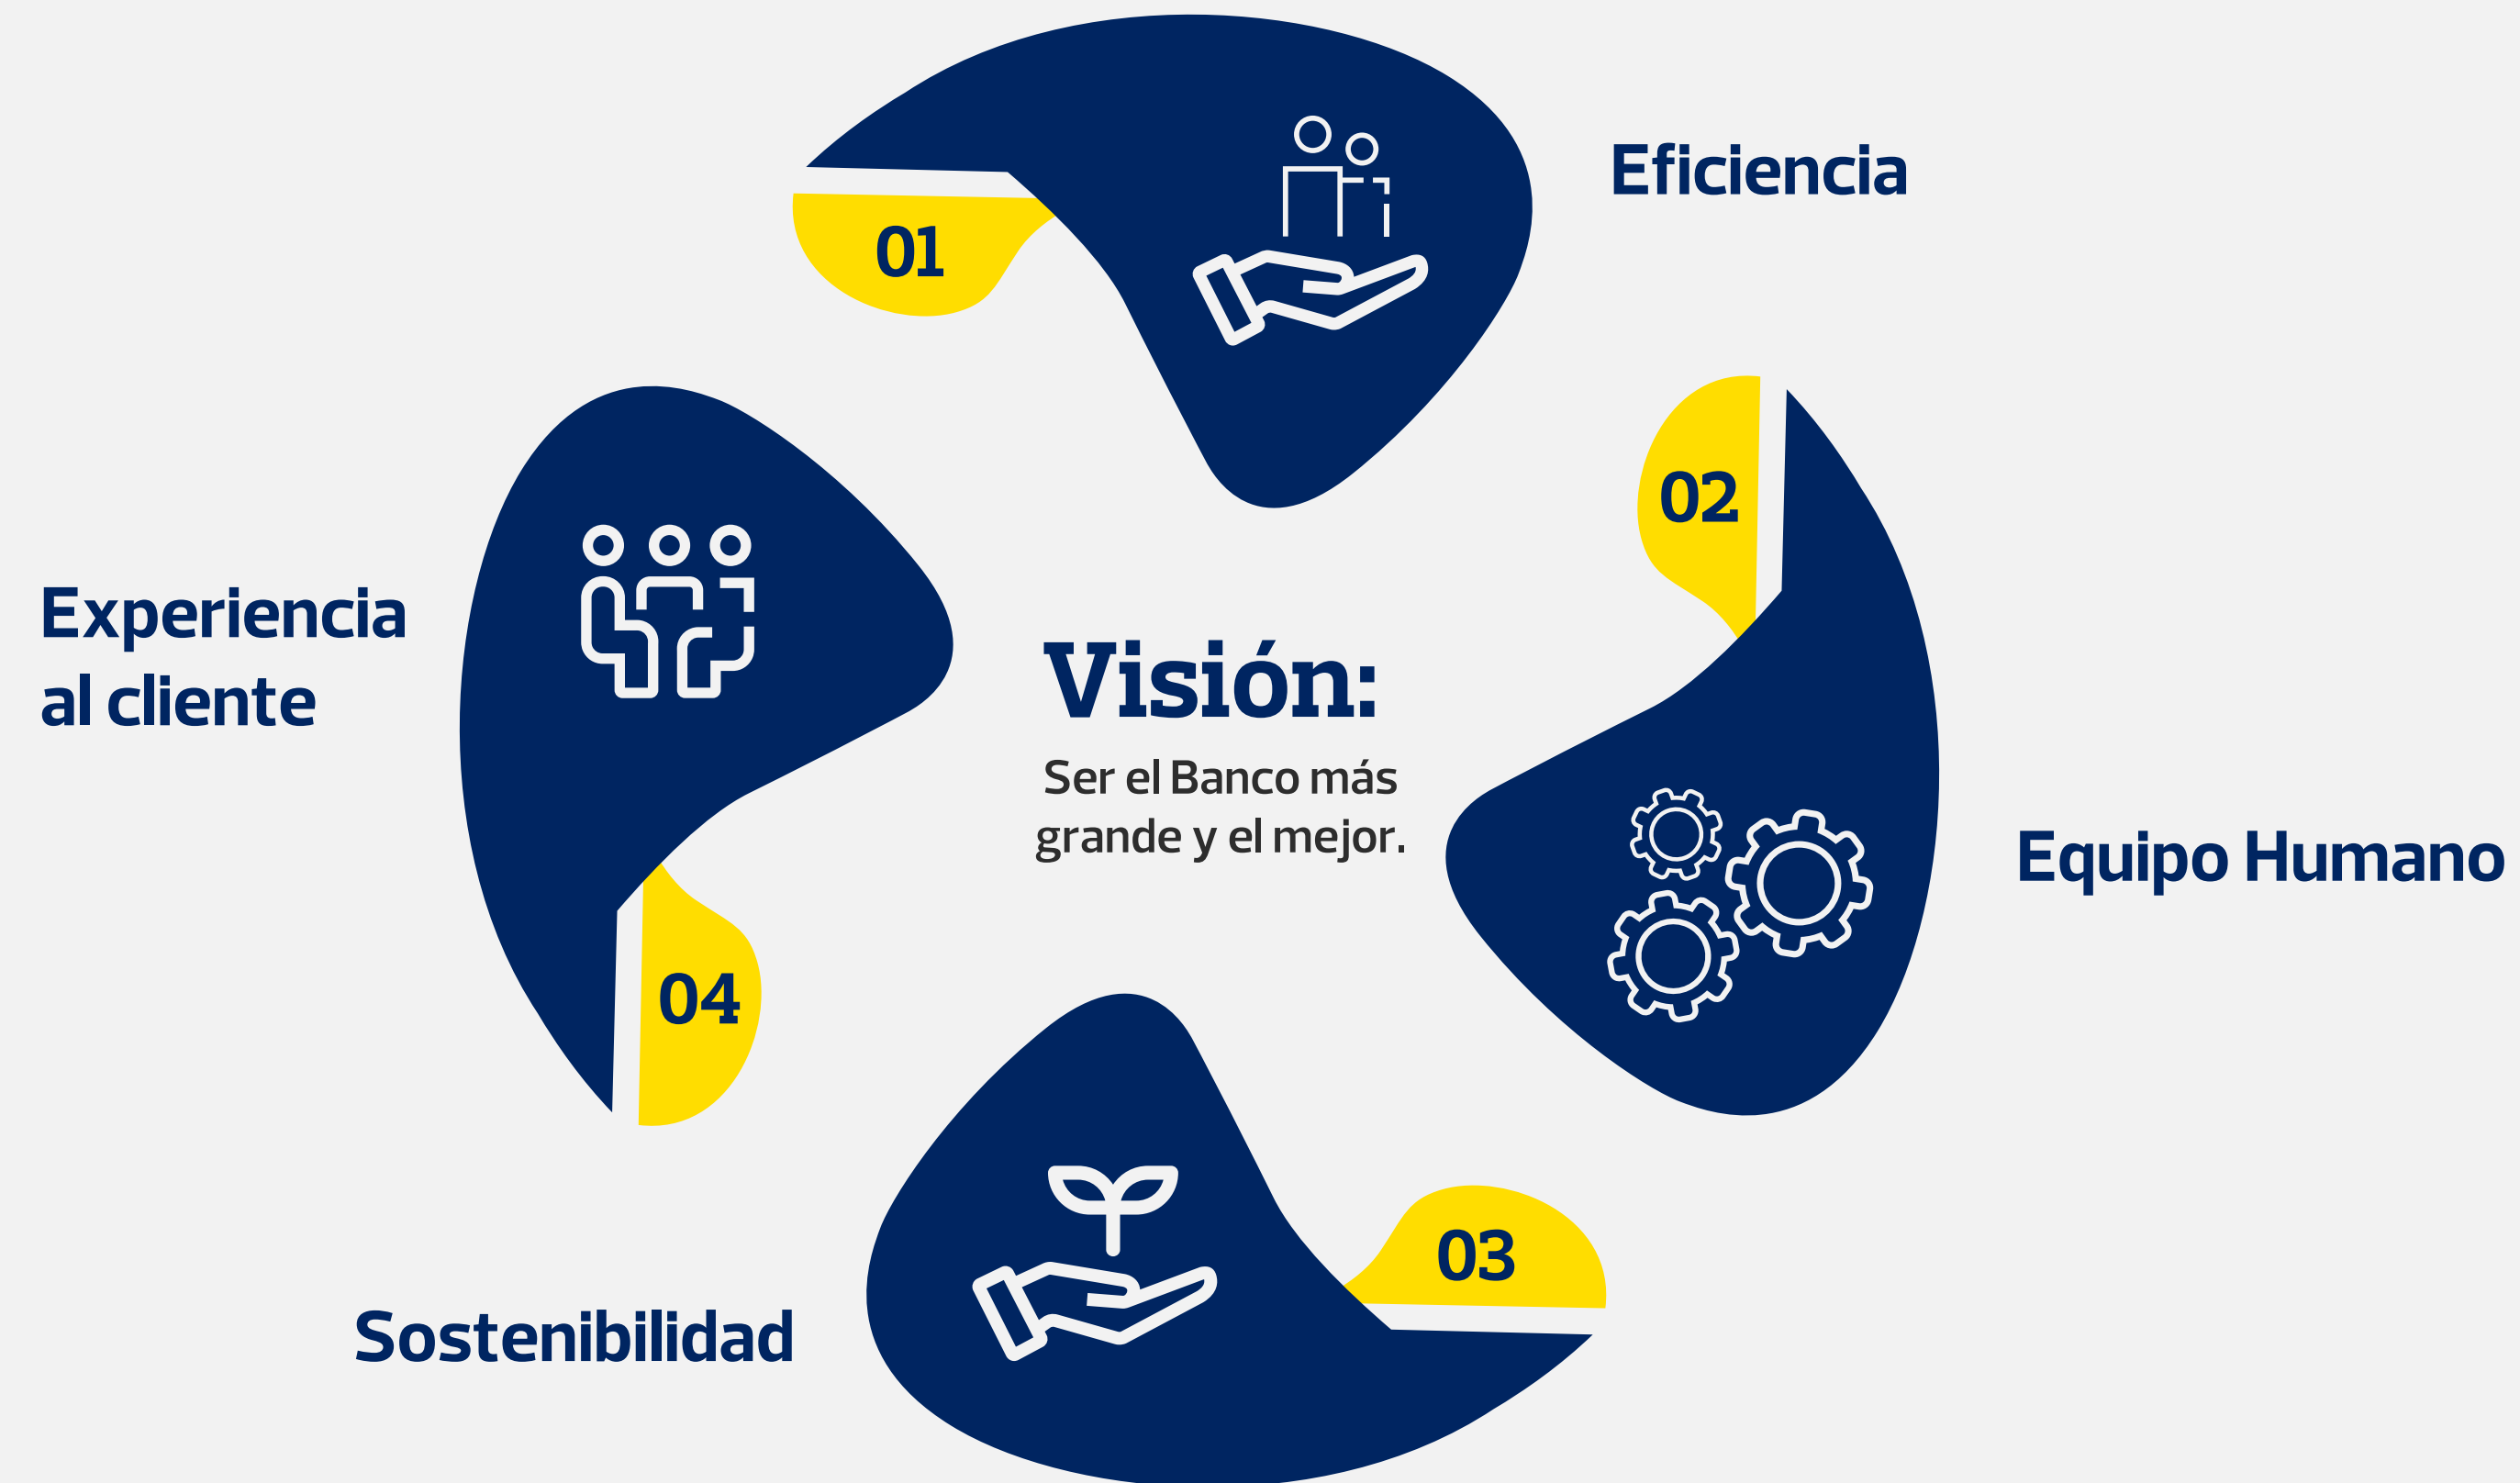 01
Eficiencia
02
Experiencia
al cliente
Visión:
Ser el Banco más
grande y el mejor.
Equipo Humano
04
03
Sostenibilidad